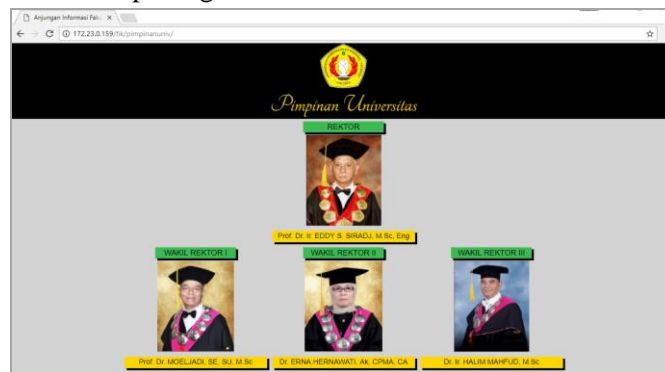 Anjungan Informasi Fak
172.23.0.159/fik/pimpinanuniv/
Pimpinan Universitas
REKTOR
Prof. Dr. Ir. EDDY S. SIRADJ, M.Sc, Eng
WAKIL REKTOR I
WAKIL REKTOR II
WAKIL REKTOR III
Prof. Dr. MOELJADI, SE, SU, M.Sc
Dr. ERNA HERNAWATI, Ak, CPMA, CA
Dr. Ir. HALIM MAHFUD, M.Sc